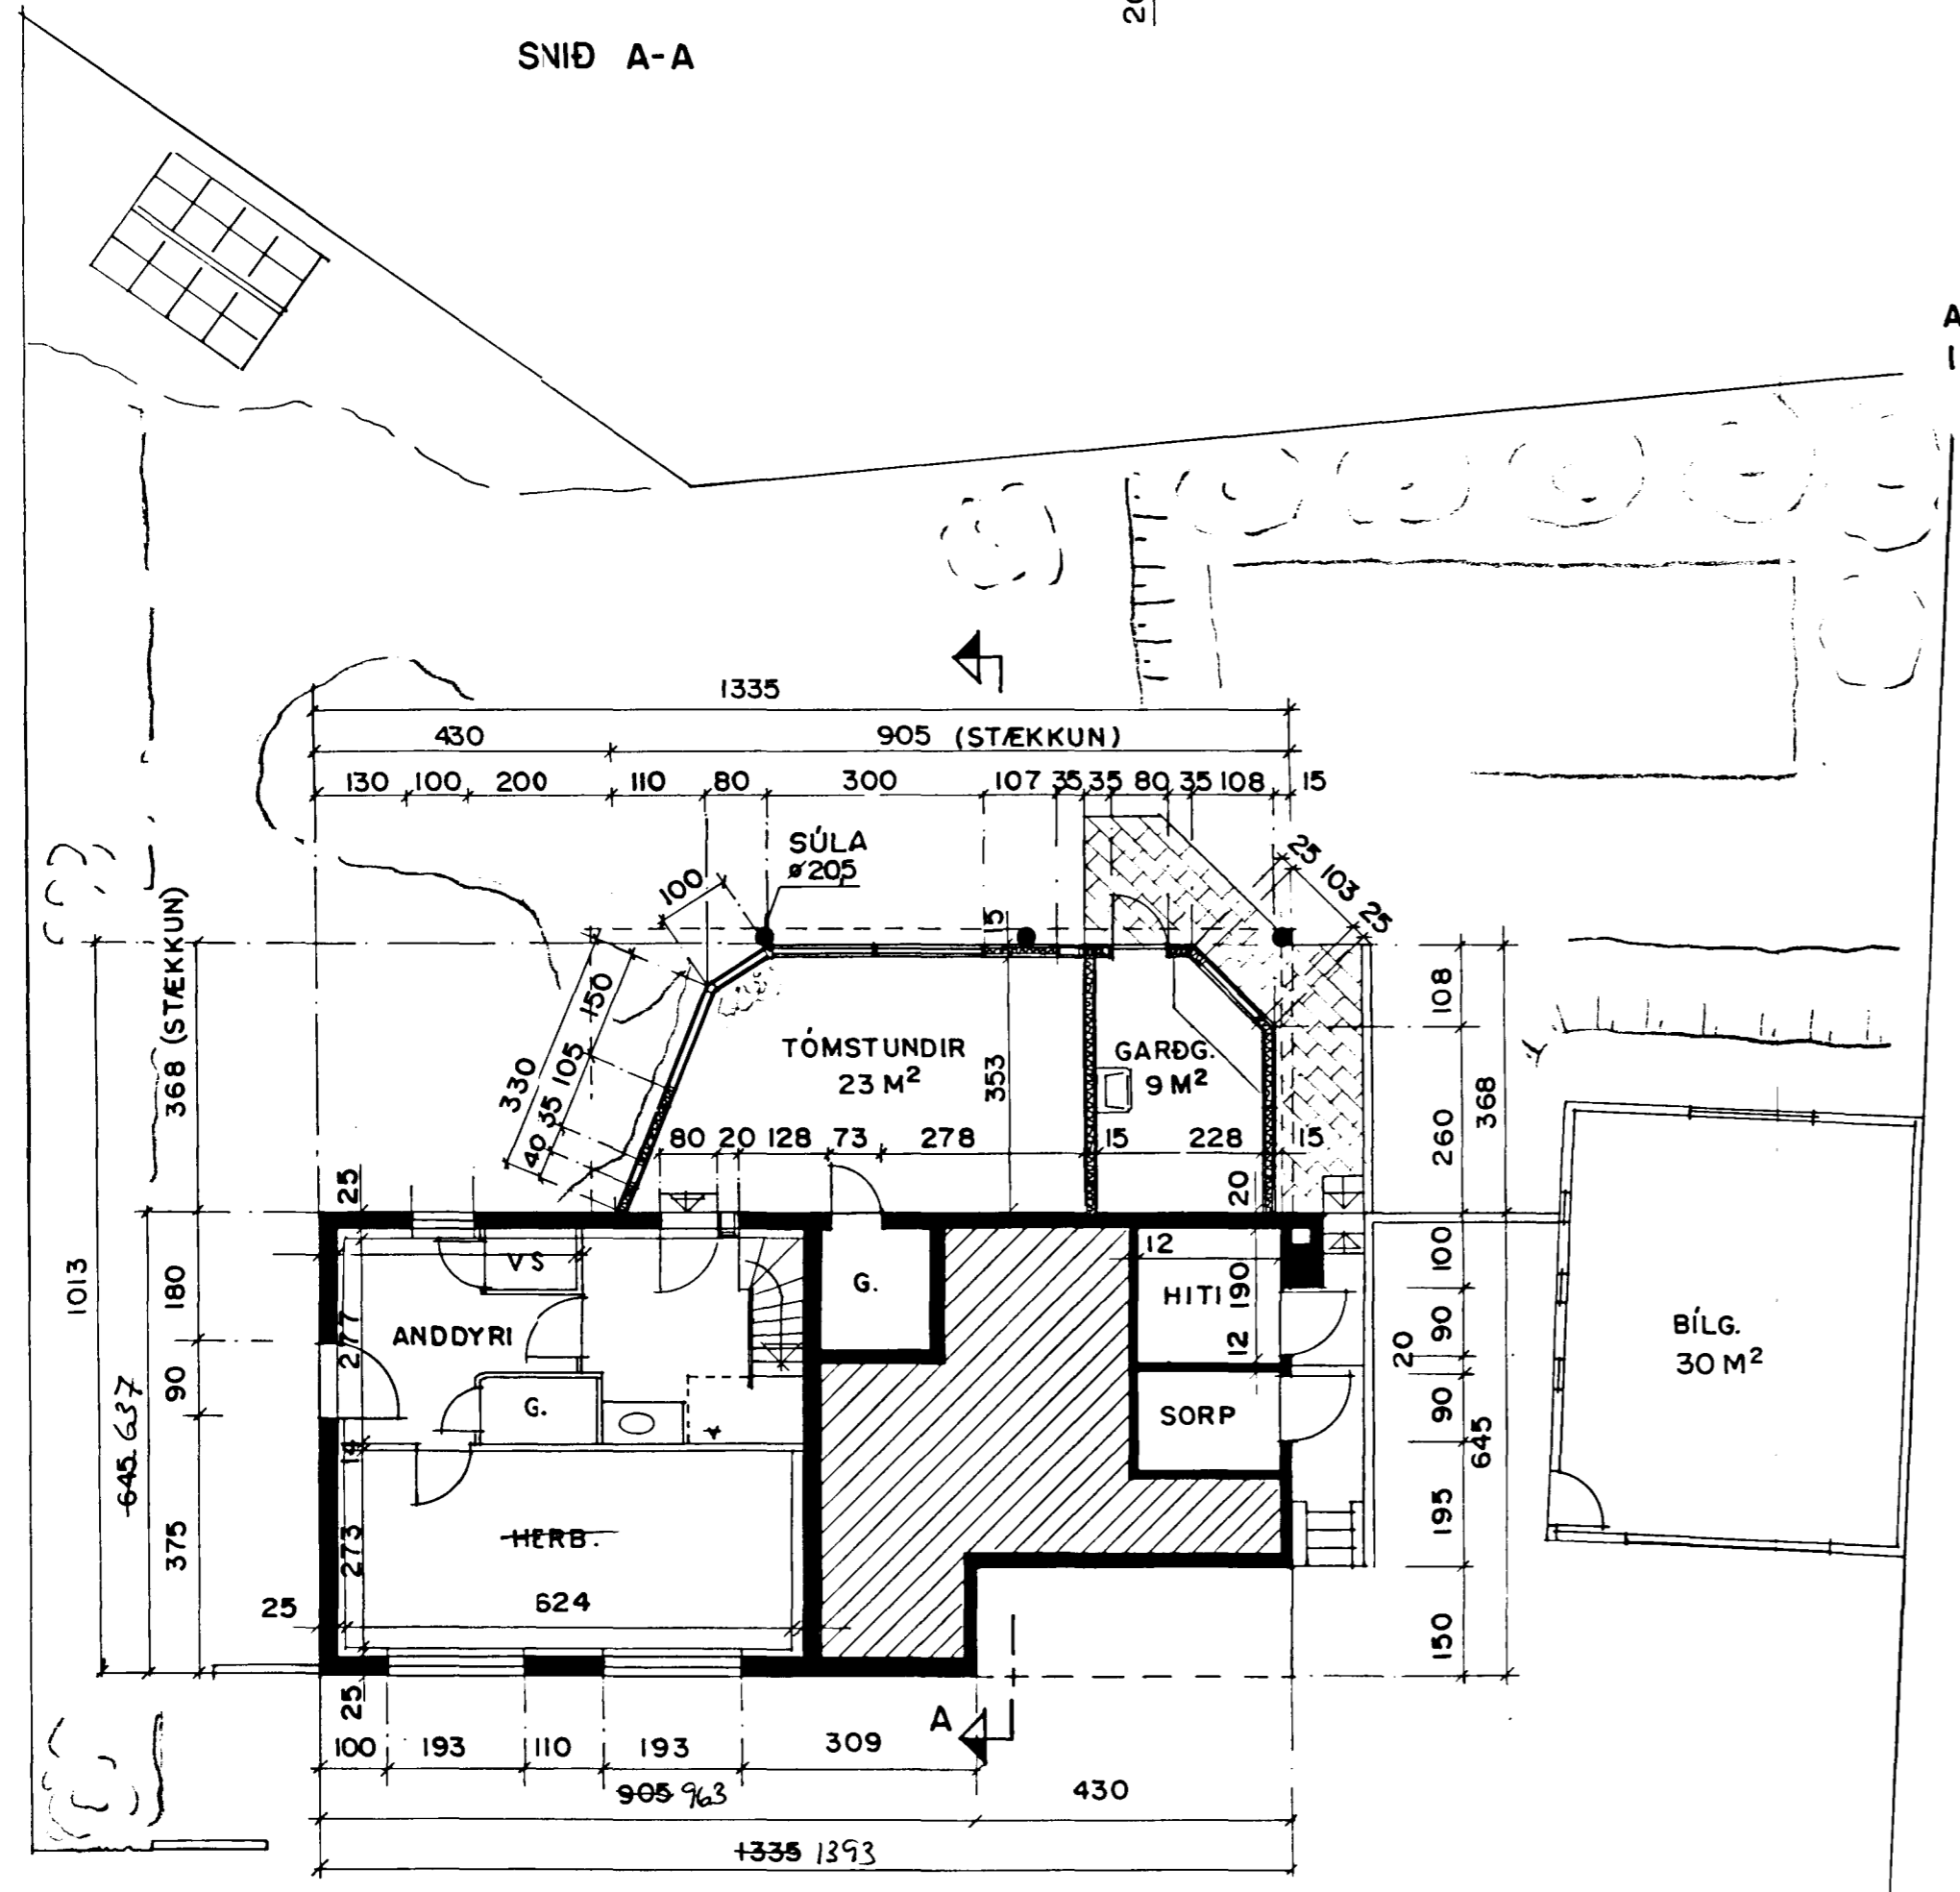 20
SNIÐ A-A
A
1
1335
430
905 (STÆKKUN)
130 100 200 110 80 300 107 35 35 80 35 108 15
SÚLA
ø205
100
15
25 103 25
368 (STÆKKUN)
1013
645 637
180
90
375
330
150
105
35
40
TÓMSTUNDIR
23 M²
353
GARÐG.
9 M²
80 20 128 73 278 15 228 15
108
260
368
20
25
VS
277
ANDDYRI
G.
G.
12
HITI
190
12
SORP
100
90
20
90
645
195
150
BÍLG.
30 M²
14
HERB.
273
624
25
25
A
100 193 110 193 309
905 963
430
1335 1393